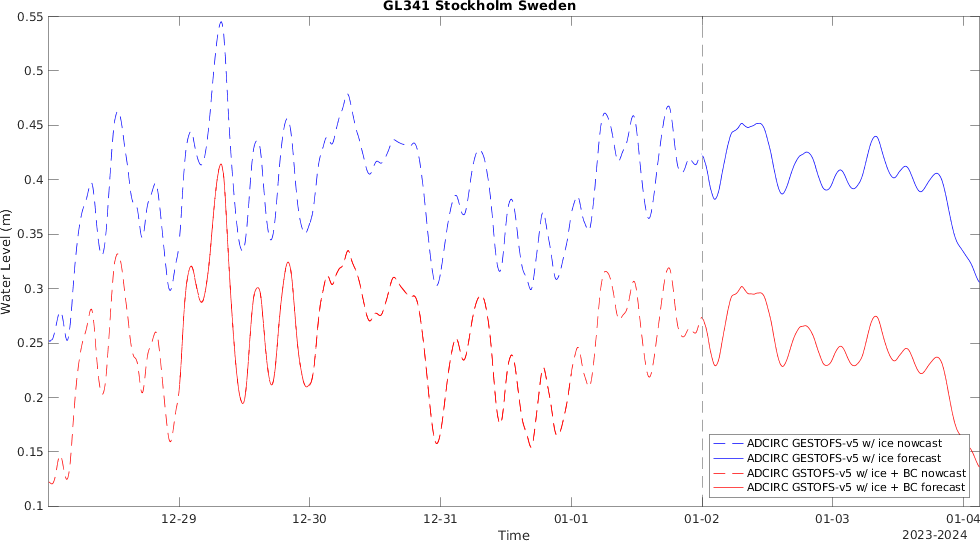 GL341 Stockholm Sweden
0.55
0.5
0.45
0.4
0.35
0.3
0.25
0.2
0.15
0.1
Water Level (m)
ADCIRC GESTOFS-v5 w/ ice nowcast
ADCIRC GESTOFS-v5 w/ ice forecast
ADCIRC GSTOFS-v5 w/ ice + BC nowcast
ADCIRC GSTOFS-v5 w/ ice + BC forecast
12-29 12-30 12-31 01-01 01-02 01-03 01-04
Time
2023-2024